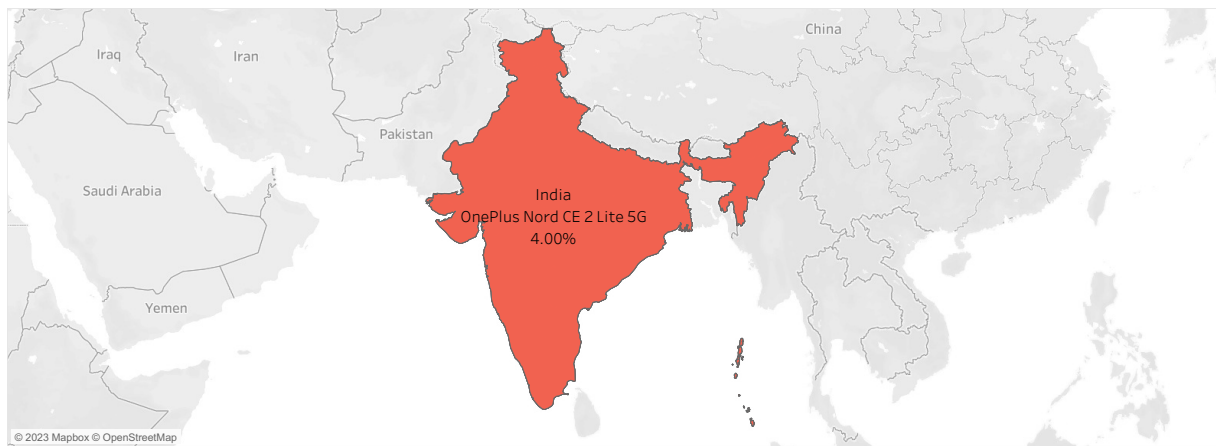 China
Iraq
Iran
Pakistan
Saudi Arabia
India
OnePlus Nord CE 2 Lite 5G
4.00%
Yemen
© 2023 Mapbox © OpenStreetMap